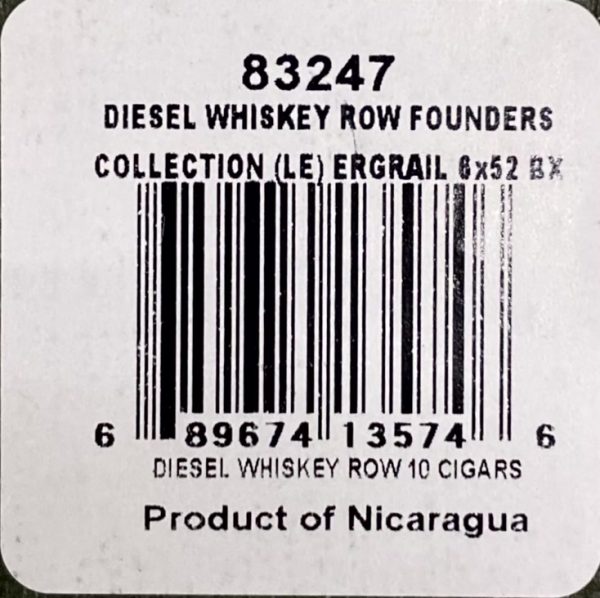 83247
DIESEL WHISKEY ROW FOUNDERS
COLLECTION (LE) ERGRAIL 6x52 BX
6 89674 13574 6
DIESEL WHISKEY ROW 10 CIGARS
Product of Nicaragua